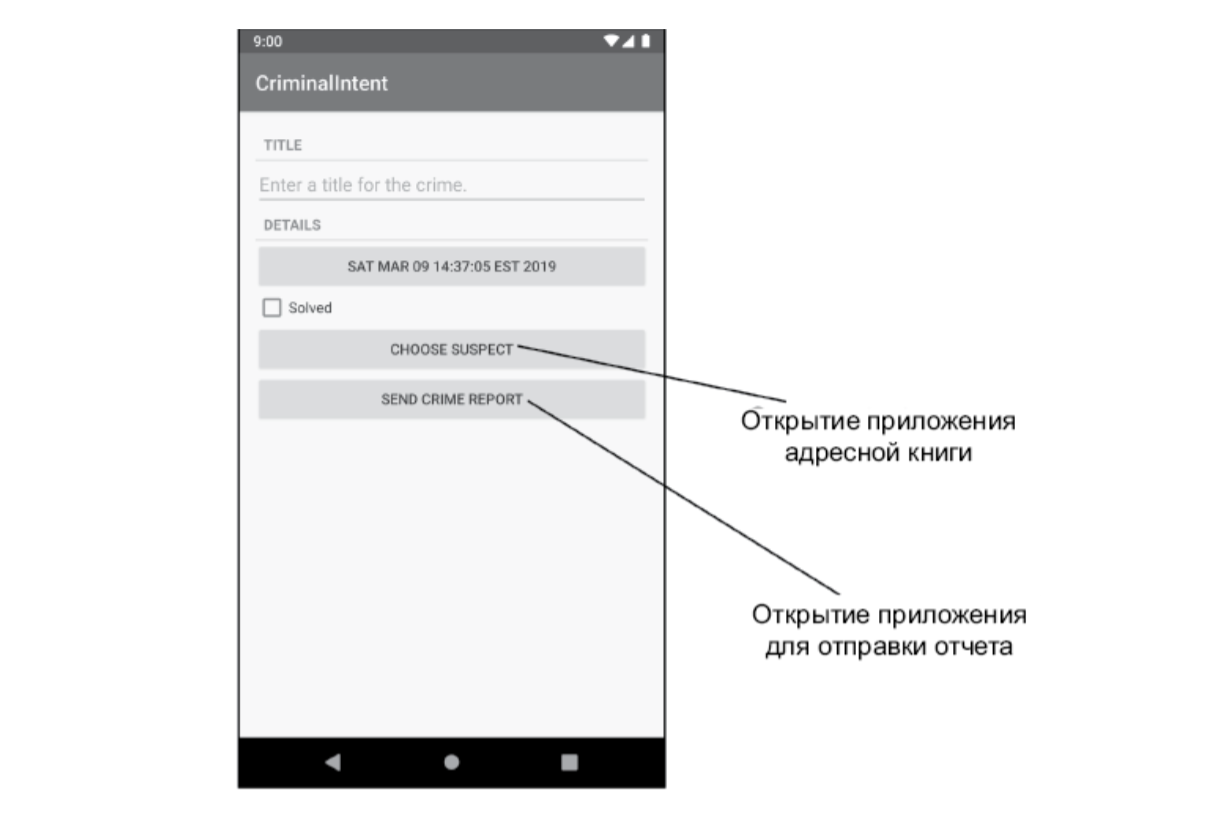 9:00
CriminalIntent
TITLE
Enter a title for the crime.
DETAILS
SAT MAR 09 14:37:05 EST 2019
Solved
CHOOSE SUSPECT
SEND CRIME REPORT
Открытие приложения
адресной книги
Открытие приложения
для отправки отчета